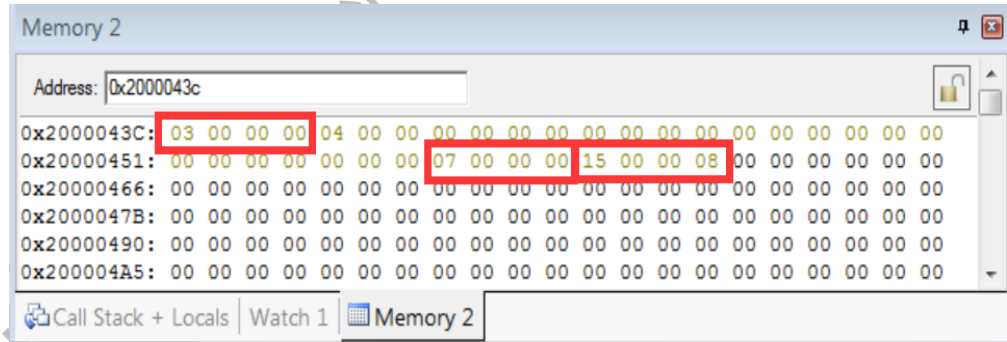 Memory 2
Address: 0x2000043c
0x2000043C: 03 00 00 00 04 00 00 00 00 00 00 00 00 00 00 00 00 00 00 00 00
0x20000451: 00 00 00 00 00 00 00 07 00 00 00 15 00 00 08 00 00 00 00 00 00
0x20000466: 00 00 00 00 00 00 00 00 00 00 00 00 00 00 00 00 00 00 00 00 00
0x2000047B: 00 00 00 00 00 00 00 00 00 00 00 00 00 00 00 00 00 00 00 00 00
0x20000490: 00 00 00 00 00 00 00 00 00 00 00 00 00 00 00 00 00 00 00 00 00
0x200004A5: 00 00 00 00 00 00 00 00 00 00 00 00 00 00 00 00 00 00 00 00 00
Call Stack + Locals Watch 1 Memory 2